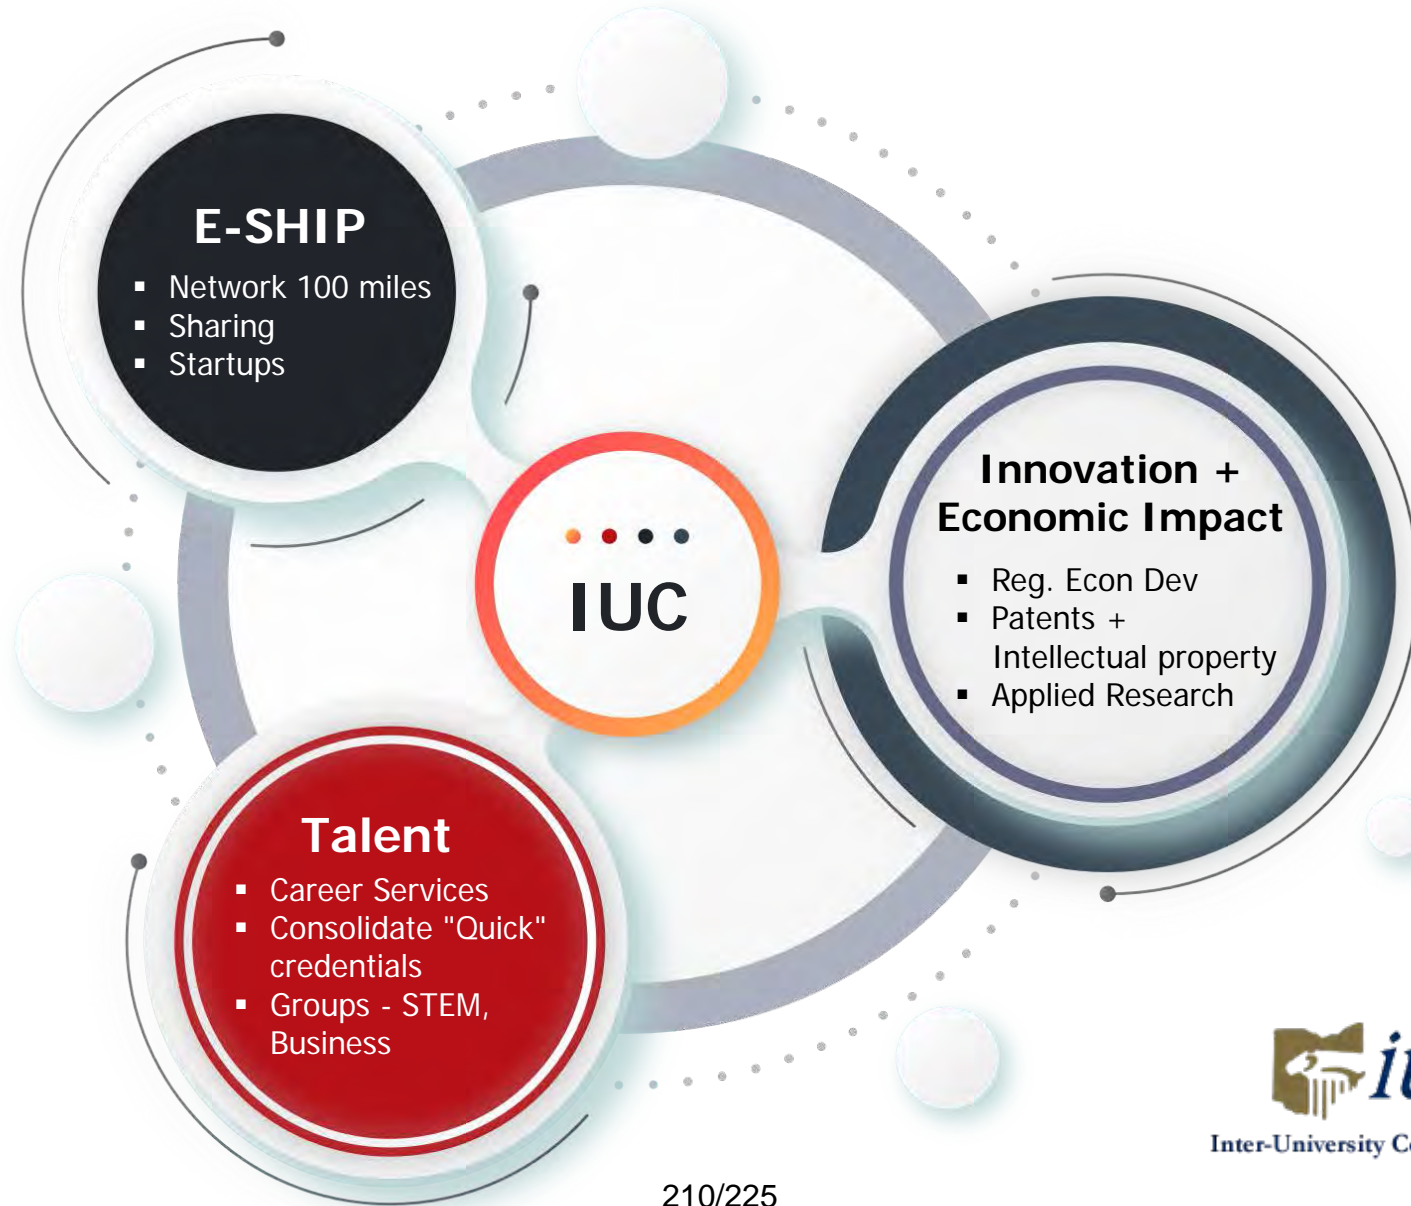 E-SHIP
▪ Network 100 miles
▪ Sharing
▪ Startups
Innovation +
Economic Impact
▪ Reg. Econ Dev
▪ Patents +
Intellectual property
▪ Applied Research
IUC
Talent
▪ Career Services
▪ Consolidate "Quick"
credentials
▪ Groups - STEM,
Business
Inter-University
210/225